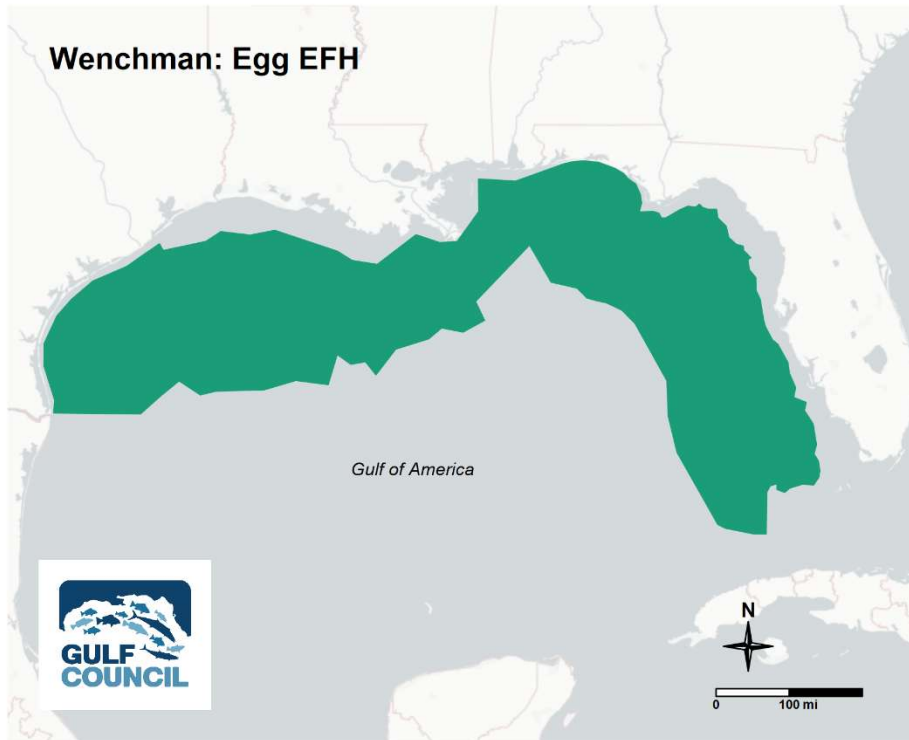 Wenchman: Egg EFH
Gulf of America
GULF
COUNCIL
N
0 100 mi